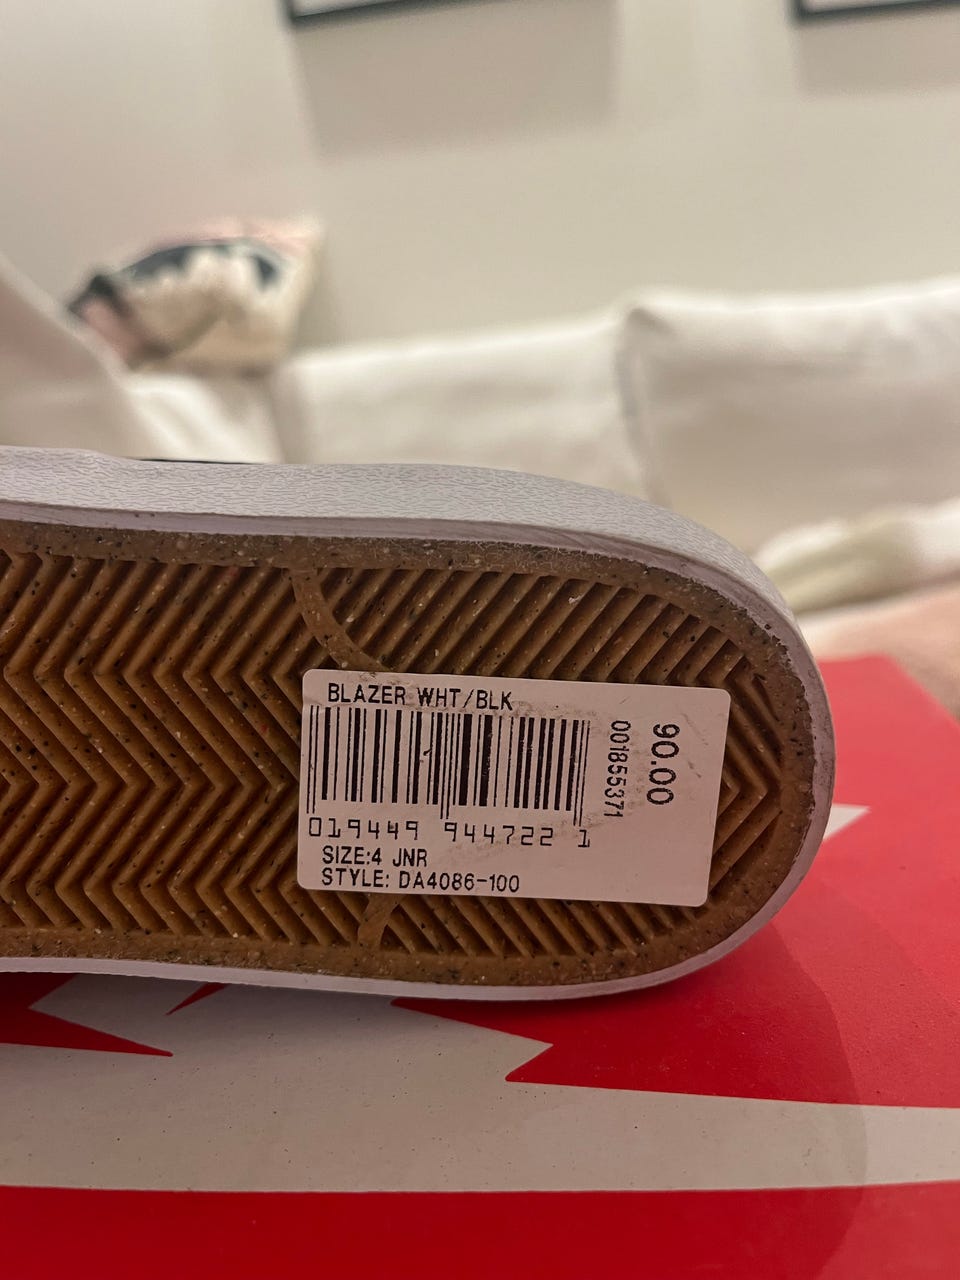 BLAZER WHT/BLK
019449 944722 1
SIZE:4 JNR
STYLE: DA4086-100
001855371
90.00